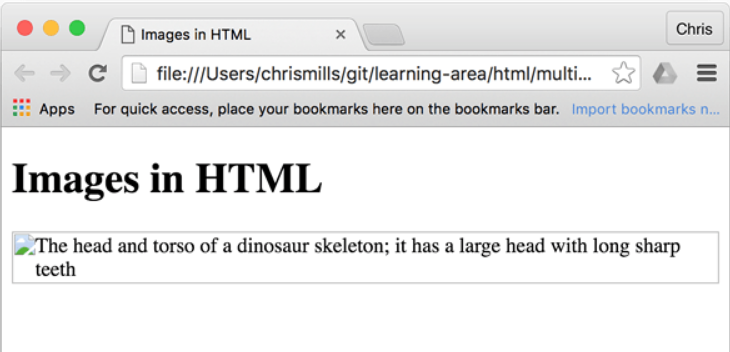 Images in HTML
Chris
file:///Users/chrismills/git/learning-area/html/multi...
Apps For quick access, place your bookmarks here on the bookmarks bar. Import bookmarks n...
Images in HTML
The head and torso of a dinosaur skeleton; it has a large head with long sharp
teeth